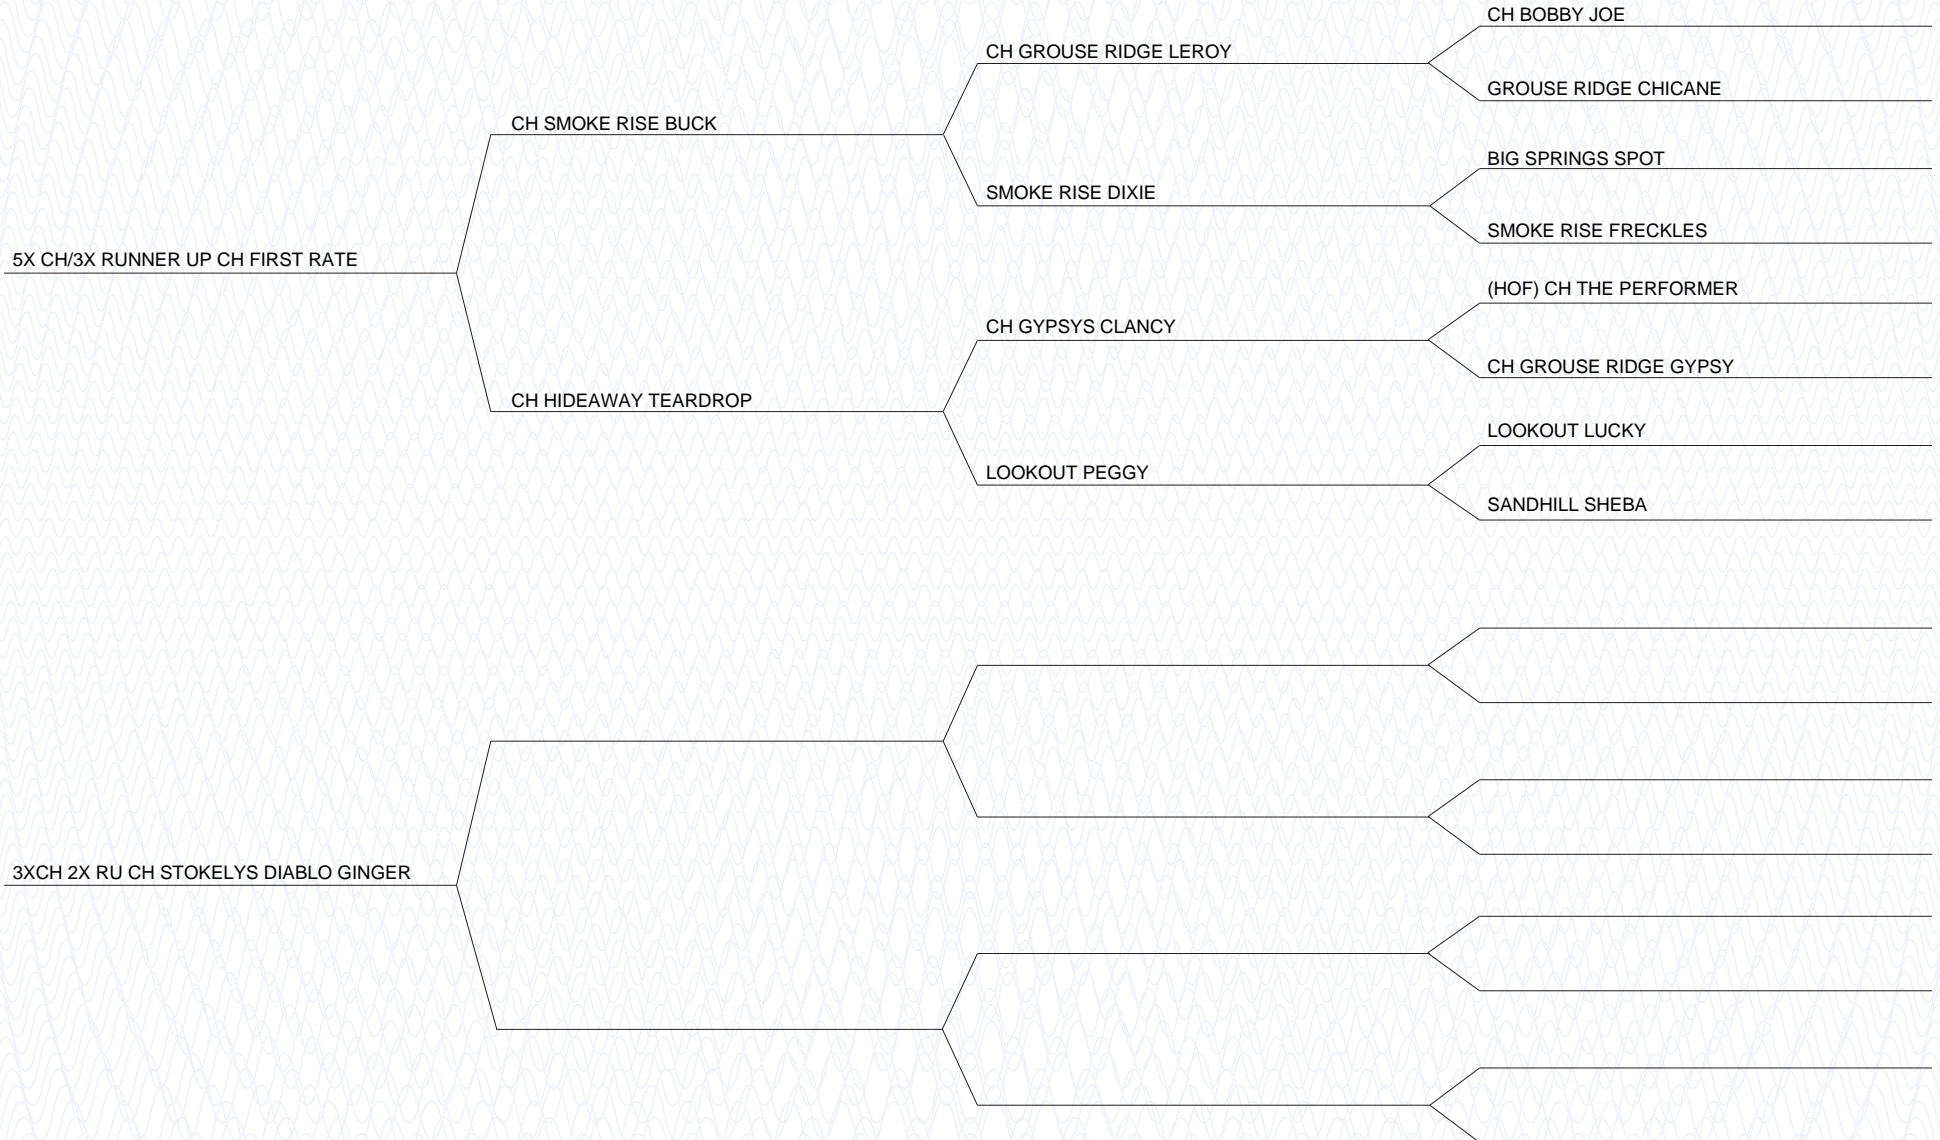 CH BOBBY JOE
CH GROUSE RIDGE LEROY
GROUSE RIDGE CHICANE
CH SMOKE RISE BUCK
BIG SPRINGS SPOT
SMOKE RISE DIXIE
SMOKE RISE FRECKLES
5X CH/3X RUNNER UP CH FIRST RATE
(HOF) CH THE PERFORMER
CH GYPSYS CLANCY
CH GROUSE RIDGE GYPSY
CH HIDEAWAY TEARDROP
LOOKOUT LUCKY
LOOKOUT PEGGY
SANDHILL SHEBA
3XCH 2X RU CH STOKELYS DIABLO GINGER